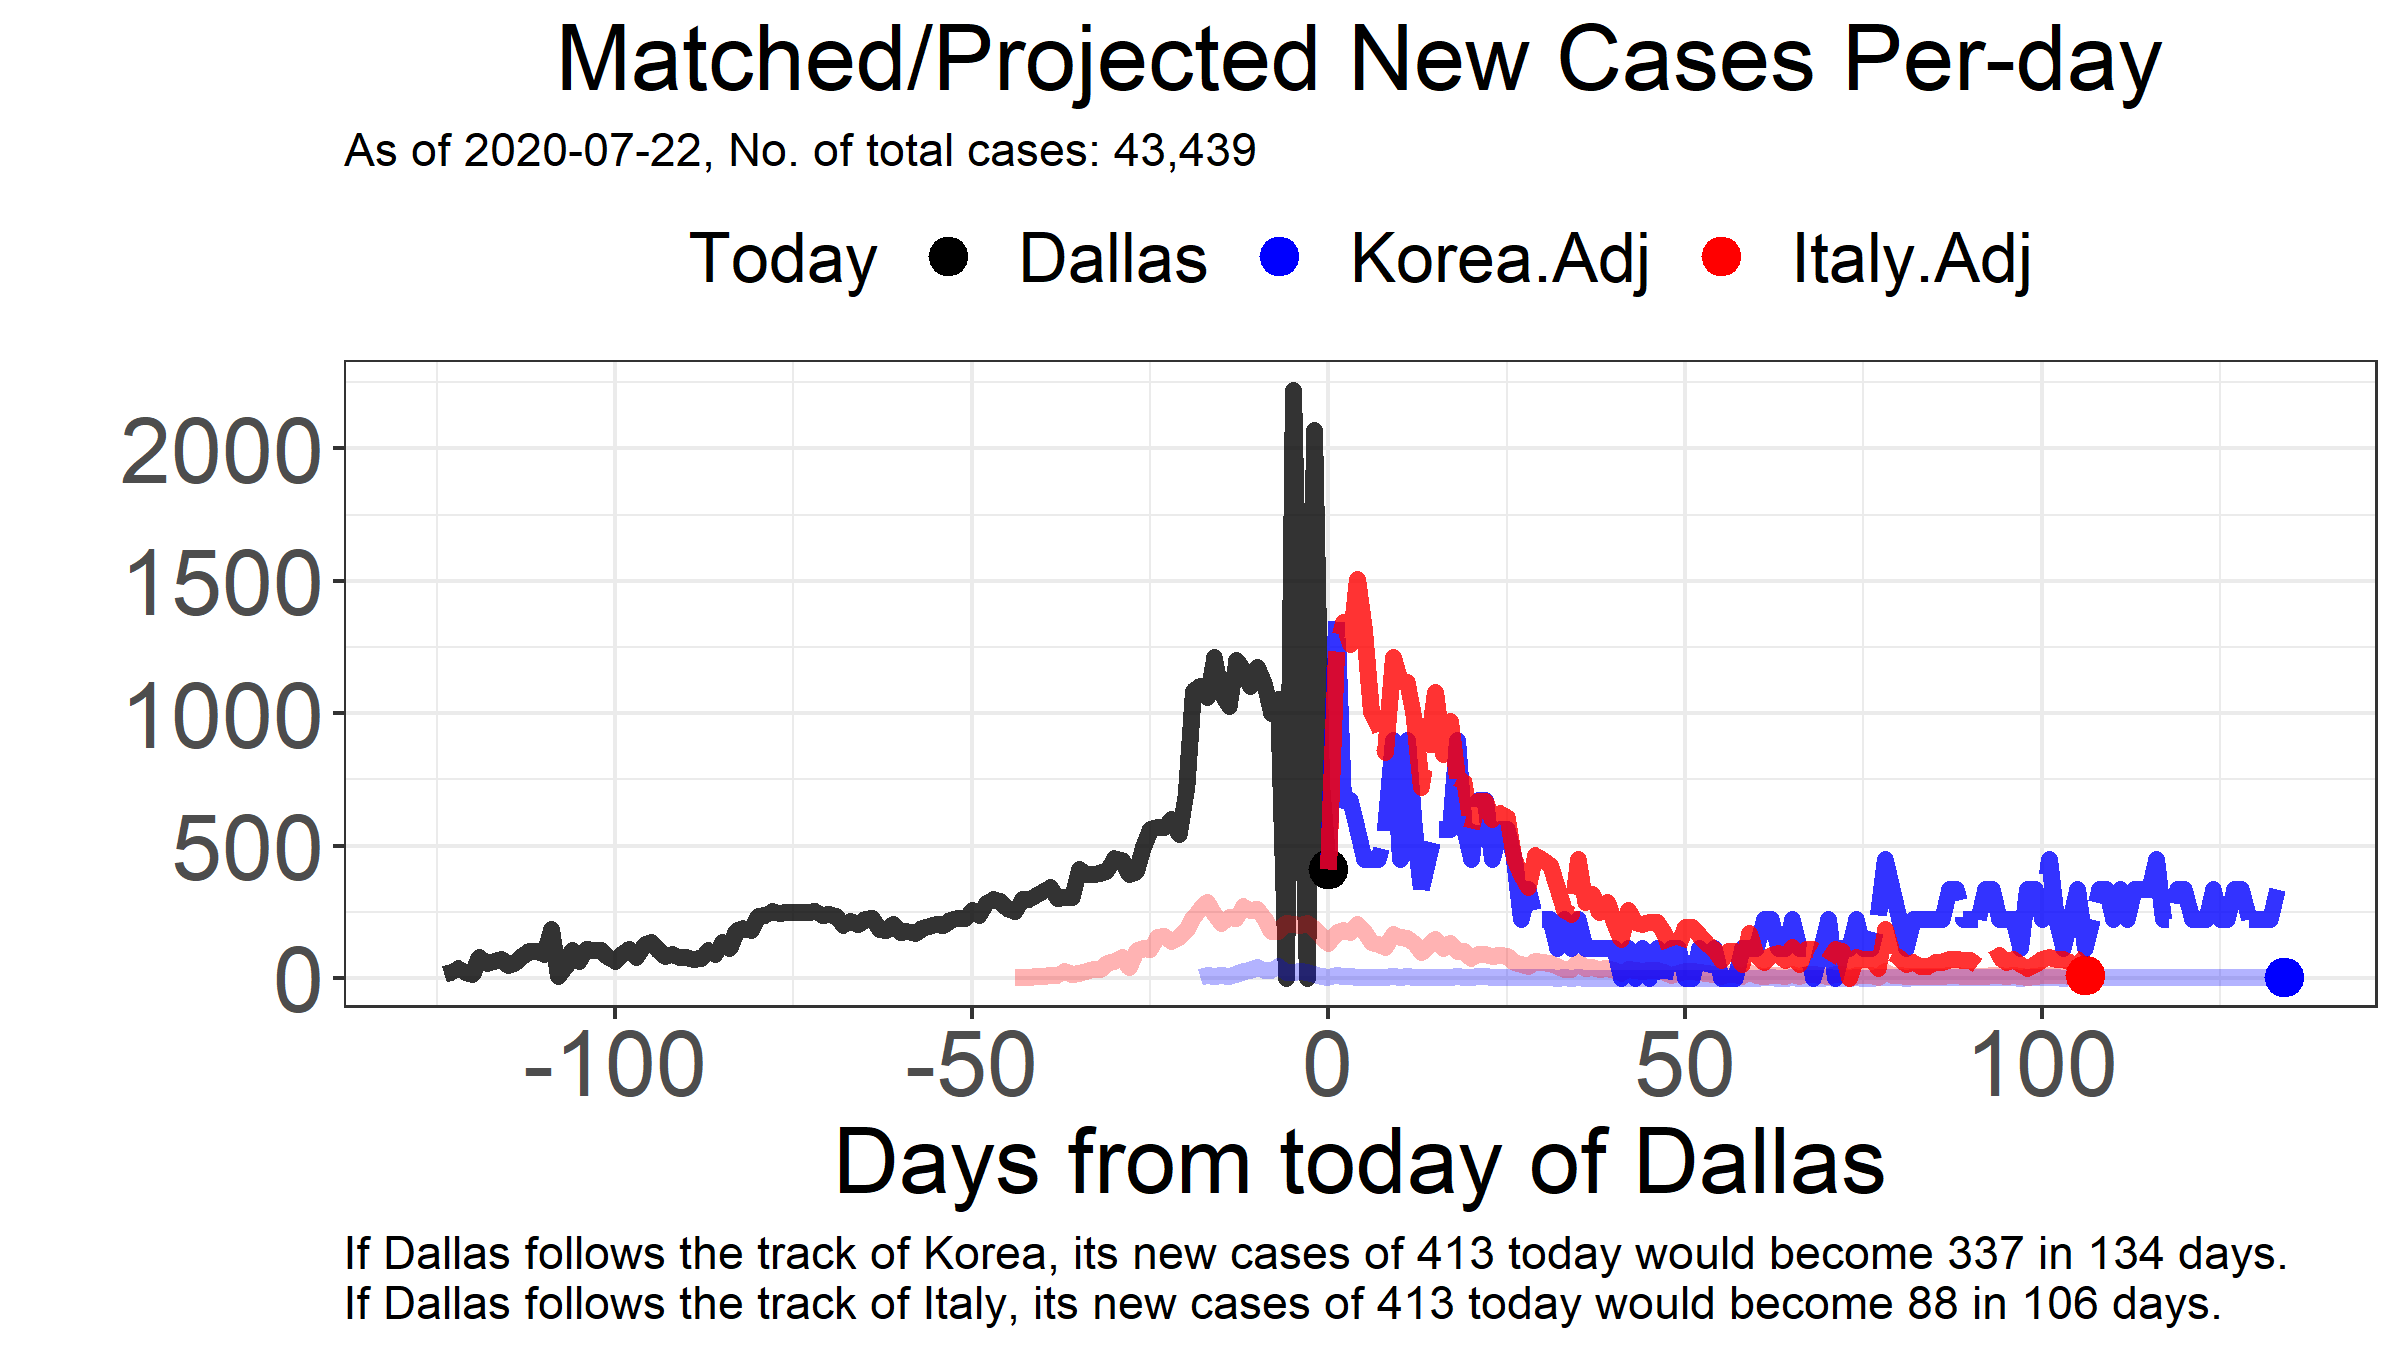 Matched/Projected New Cases Per-day
As of 2020-07-22, No. of total cases: 43,439
Today Dallas Korea.Adj Italy.Adj
2000
1500
1000
500
0
-100 -50 0 50 100
Days from today of Dallas
If Dallas follows the track of Korea, its new cases of 413 today would become 337 in 134 days.
If Dallas follows the track of Italy, its new cases of 413 today would become 88 in 106 days.